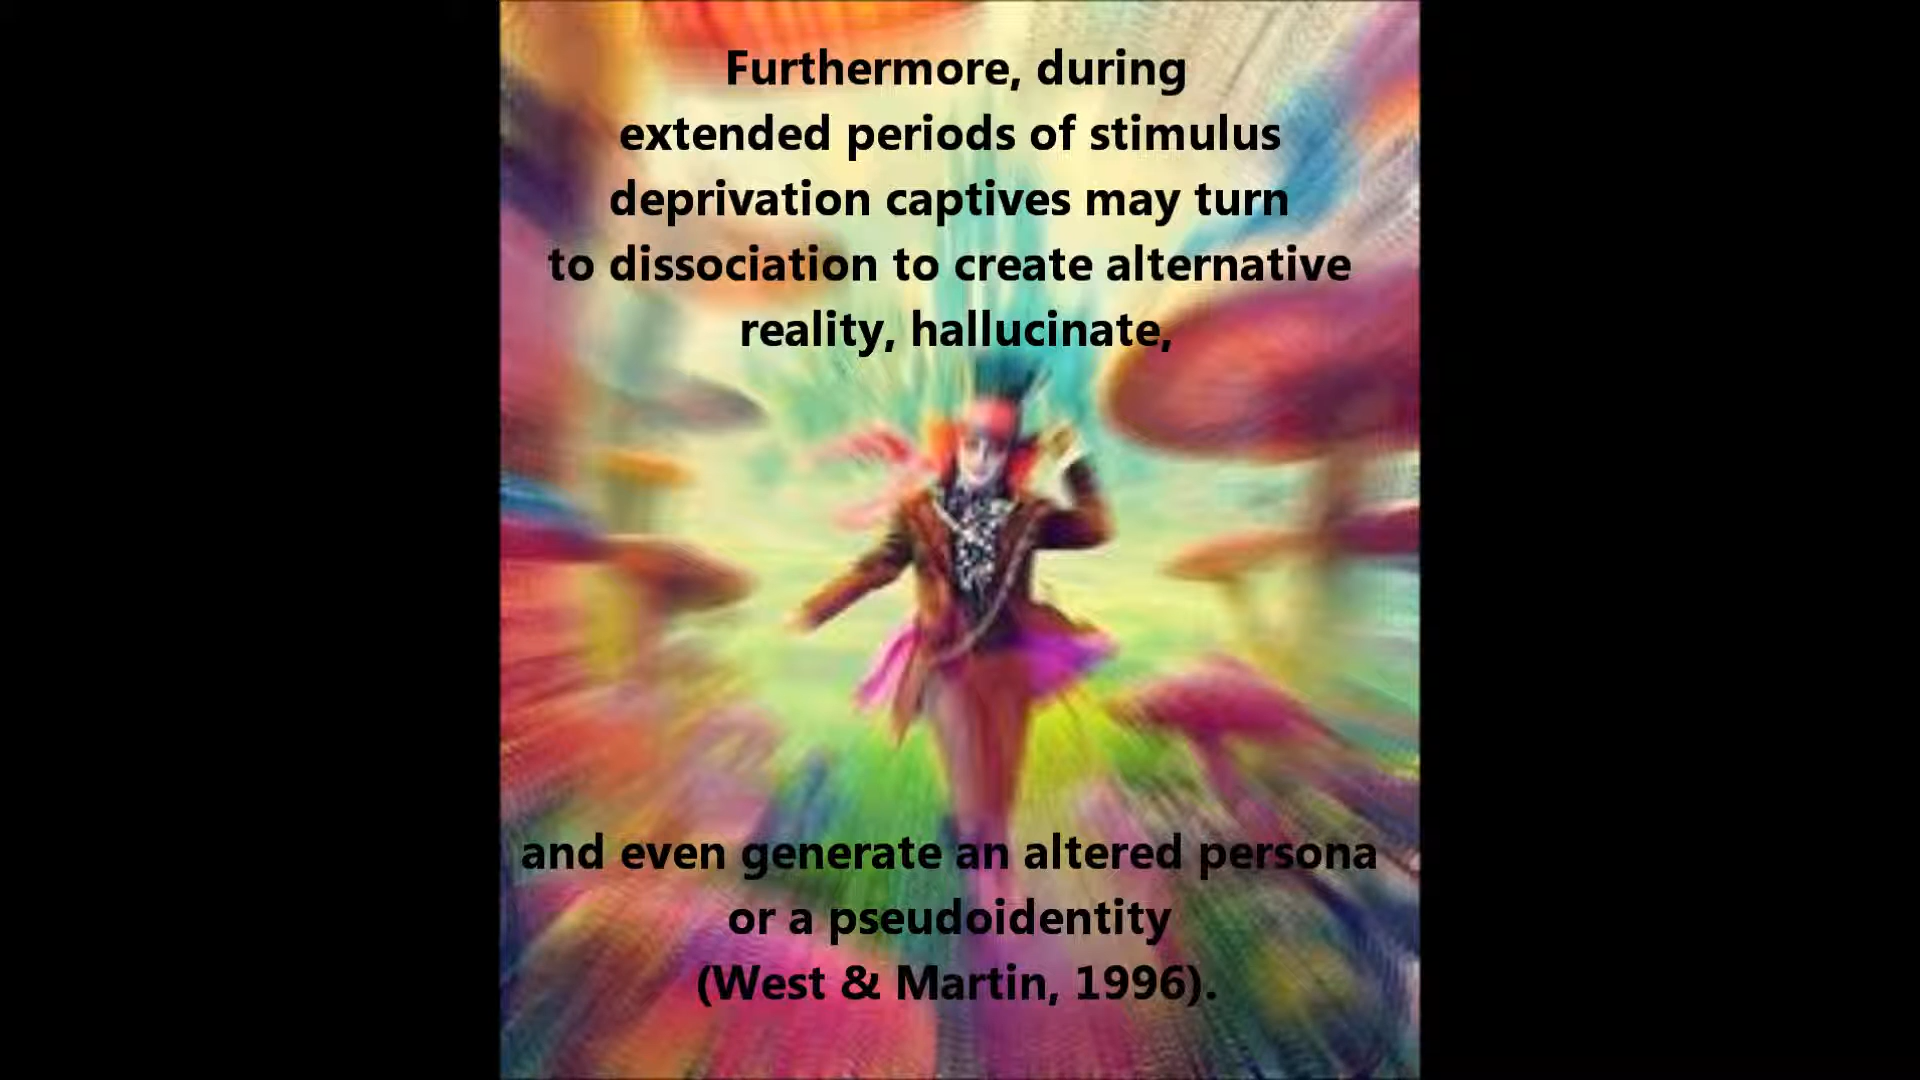 Furthermore, during
extended periods of stimulus
deprivation captives may turn
to dissociation to create alternative
reality, hallucinate,
and even generate an altered persona
or a pseudoidentity
(West & Martin, 1996).